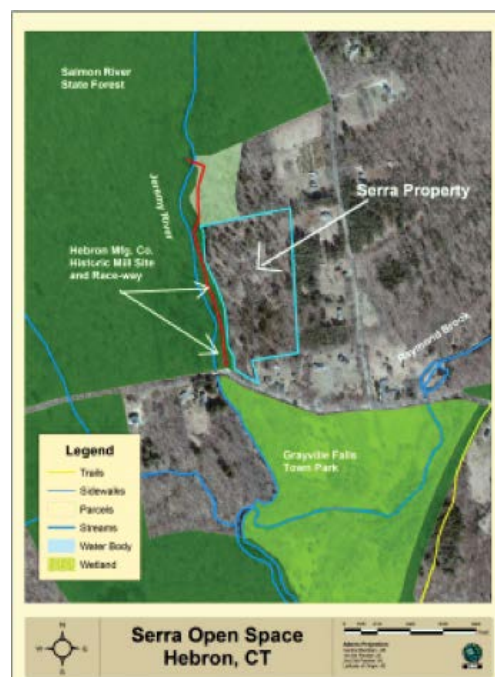 Salmon River
State Forest
Jeremy River
Serra Property
Hebron Mfg. Co.
Historic Mill Site
and Race-way
Raymond Brook
Grayville Falls
Town Park
Legend
Trails
Sidewalks
Parcels
Streams
Water Body
Wetland
N
W
E
S
Serra Open Space
Hebron, CT